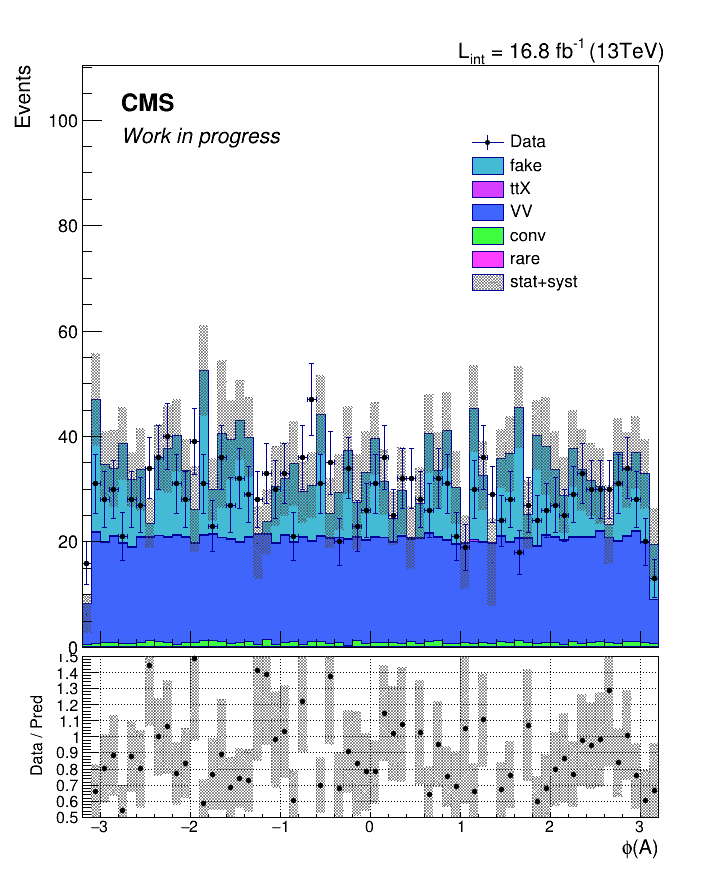 L_int = 16.8 fb^-1 (13TeV)
Events
CMS
Work in progress
Data
fake
ttX
VV
conv
rare
stat+syst
100
80
60
40
20
0
Data / Pred
1.5
1.4
1.3
1.2
1.1
1
0.9
0.8
0.7
0.6
0.5
−3 −2 −1 0 1 2 3
ϕ(A)